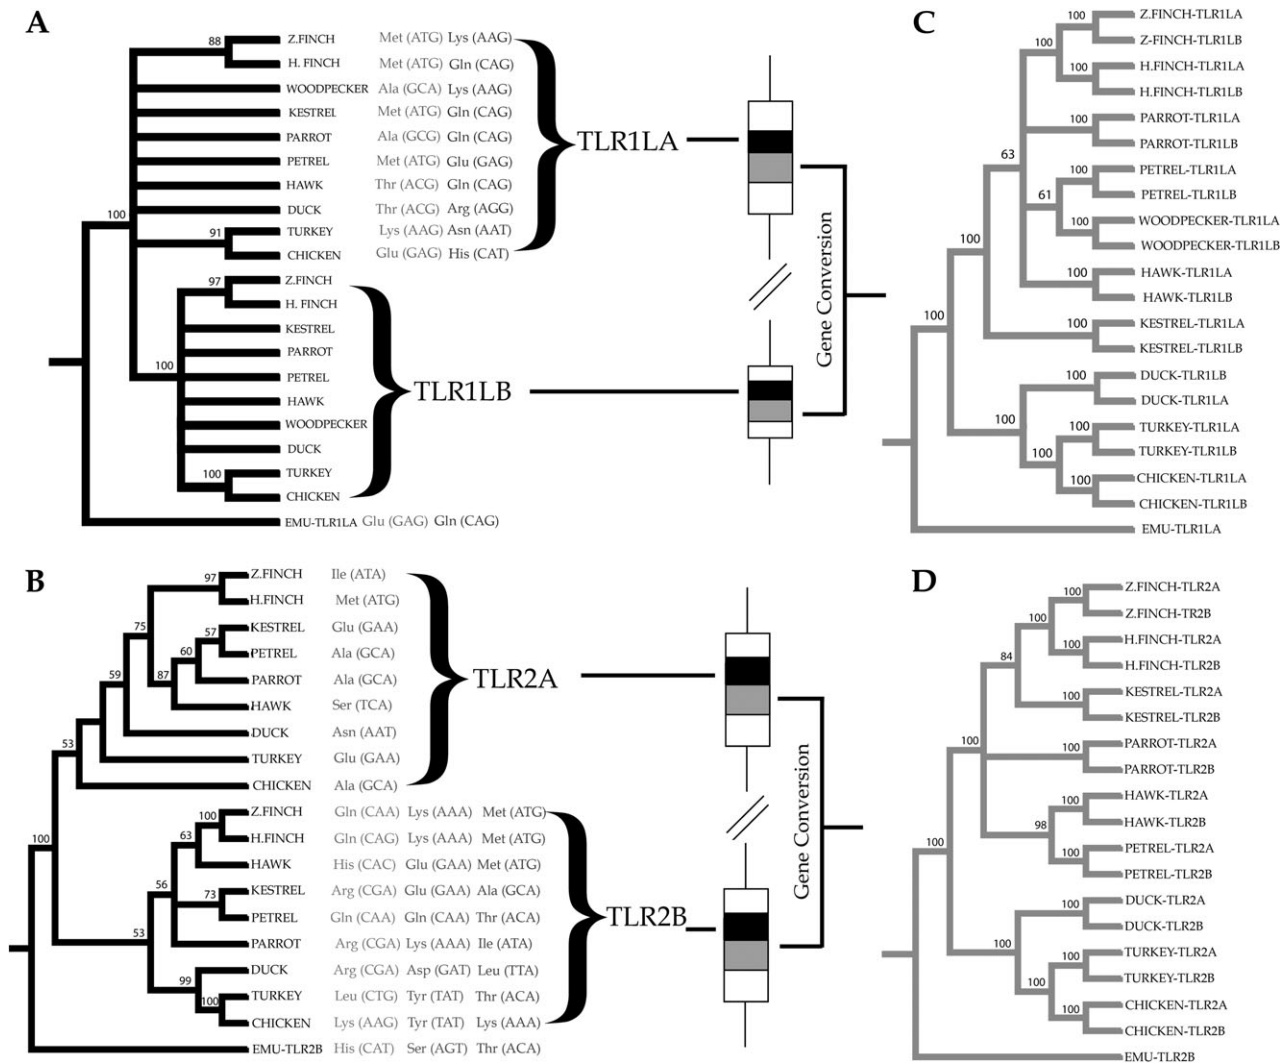 A
88
Z.FINCH Met (ATG) Lys (AAG)
H. FINCH Met (ATG) Gln (CAG)
WOODPECKER Ala (GCA) Lys (AAG)
KESTREL Met (ATG) Gln (CAG)
PARROT Ala (GCG) Gln (CAG)
PETREL Met (ATG) Glu (GAG)
HAWK Thr (ACG) Gln (CAG)
DUCK Thr (ACG) Arg (AGG)
100
91
TURKEY Lys (AAG) Asn (AAT)
CHICKEN Glu (GAG) His (CAT)
TLR1LA
97
Z.FINCH
H. FINCH
KESTREL
PARROT
100
PETREL
HAWK
WOODPECKER
DUCK
100
TURKEY
CHICKEN
TLR1LB
EMU-TLR1LA Glu (GAG) Gln (CAG)
Gene Conversion
B
97
Z.FINCH Ile (ATA)
H.FINCH Met (ATG)
75
57
KESTREL Glu (GAA)
60
PETREL Ala (GCA)
59
87
PARROT Ala (GCA)
HAWK Ser (TCA)
DUCK Asn (AAT)
53
TURKEY Glu (GAA)
CHICKEN Ala (GCA)
TLR2A
100
100
Z.FINCH Gln (CAA) Lys (AAA) Met (ATG)
63
H.FINCH Gln (CAG) Lys (AAA) Met (ATG)
HAWK His (CAC) Glu (GAA) Met (ATG)
56
73
KESTREL Arg (CGA) Glu (GAA) Ala (GCA)
PETREL Gln (CAA) Gln (CAA) Thr (ACA)
53
PARROT Arg (CGA) Lys (AAA) Ile (ATA)
99
DUCK Arg (CGA) Asp (GAT) Leu (TTA)
100
TURKEY Leu (CTG) Tyr (TAT) Thr (ACA)
CHICKEN Lys (AAG) Tyr (TAT) Lys (AAA)
TLR2B
EMU-TLR2B His (CAT) Ser (AGT) Thr (ACA)
Gene Conversion
C
100
Z.FINCH-TLR1LA
100
Z-FINCH-TLR1LB
100
H.FINCH-TLR1LA
H.FINCH-TLR1LB
63
100
PARROT-TLR1LA
PARROT-TLR1LB
100
PETREL-TLR1LA
61
PETREL-TLR1LB
100
WOODPECKER-TLR1LA
WOODPECKER-TLR1LB
100
100
HAWK-TLR1LA
HAWK-TLR1LB
100
100
KESTREL-TLR1LA
KESTREL-TLR1LB
100
DUCK-TLR1LB
DUCK-TLR1LA
100
100
TURKEY-TLR1LA
100
TURKEY-TLR1LB
100
CHICKEN-TLR1LA
CHICKEN-TLR1LB
EMU-TLR1LA
D
100
Z.FINCH-TLR2A
100
Z.FINCH-TR2B
100
H.FINCH-TLR2A
84
H.FINCH-TLR2B
100
KESTREL-TLR2A
KESTREL-TLR2B
100
100
PARROT-TLR2A
PARROT-TLR2B
100
HAWK-TLR2A
98
HAWK-TLR2B
100
100
PETREL-TLR2A
PETREL-TLR2B
100
DUCK-TLR2A
DUCK-TLR2B
100
100
TURKEY-TLR2A
100
TURKEY-TLR2B
100
CHICKEN-TLR2A
CHICKEN-TLR2B
EMU-TLR2B